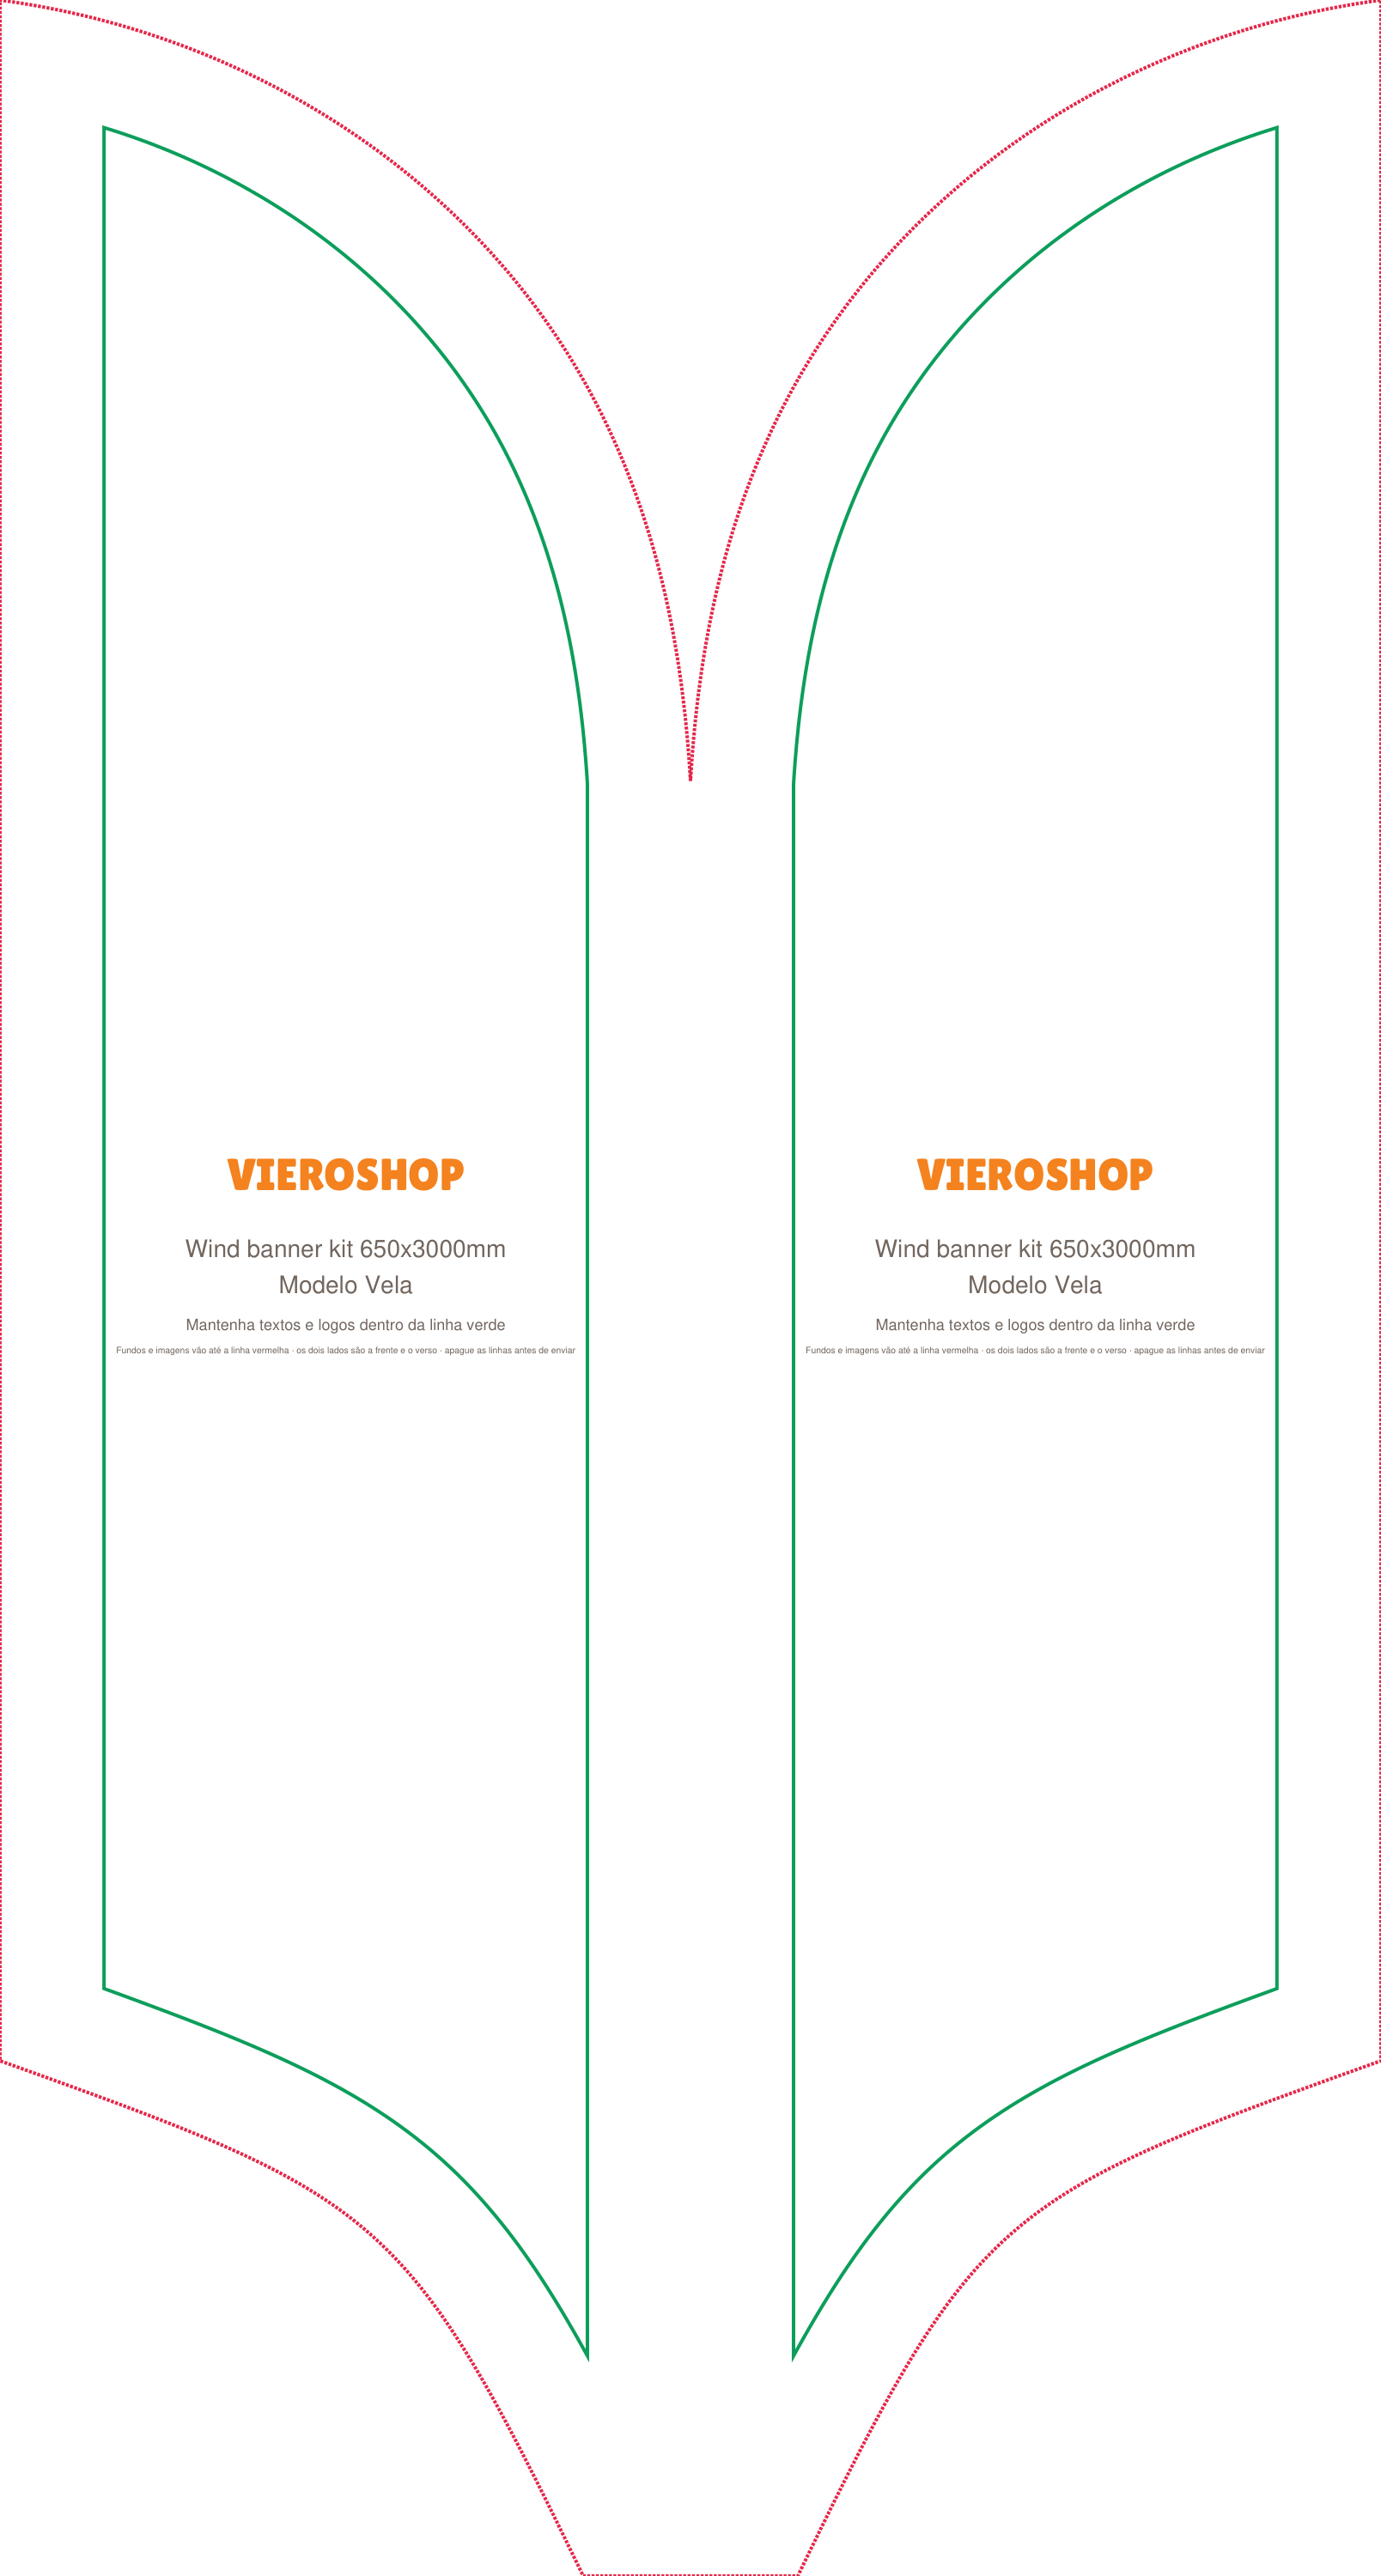 VIEROSHOP
Wind banner kit 650x3000mm
Modelo Vela
Mantenha textos e logos dentro da linha verde
Fundos e imagens vão até a linha vermelha · os dois lados são a frente e o verso · apague as linhas antes de enviar
VIEROSHOP
Wind banner kit 650x3000mm
Modelo Vela
Mantenha textos e logos dentro da linha verde
Fundos e imagens vão até a linha vermelha · os dois lados são a frente e o verso · apague as linhas antes de enviar